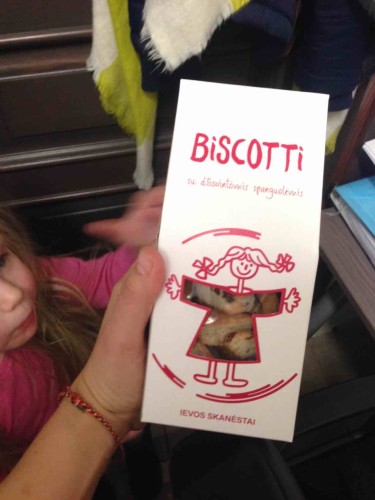 BiSCOTTi
su džiovintomis spanguolėmis
IEVOS SKANĖSTAI